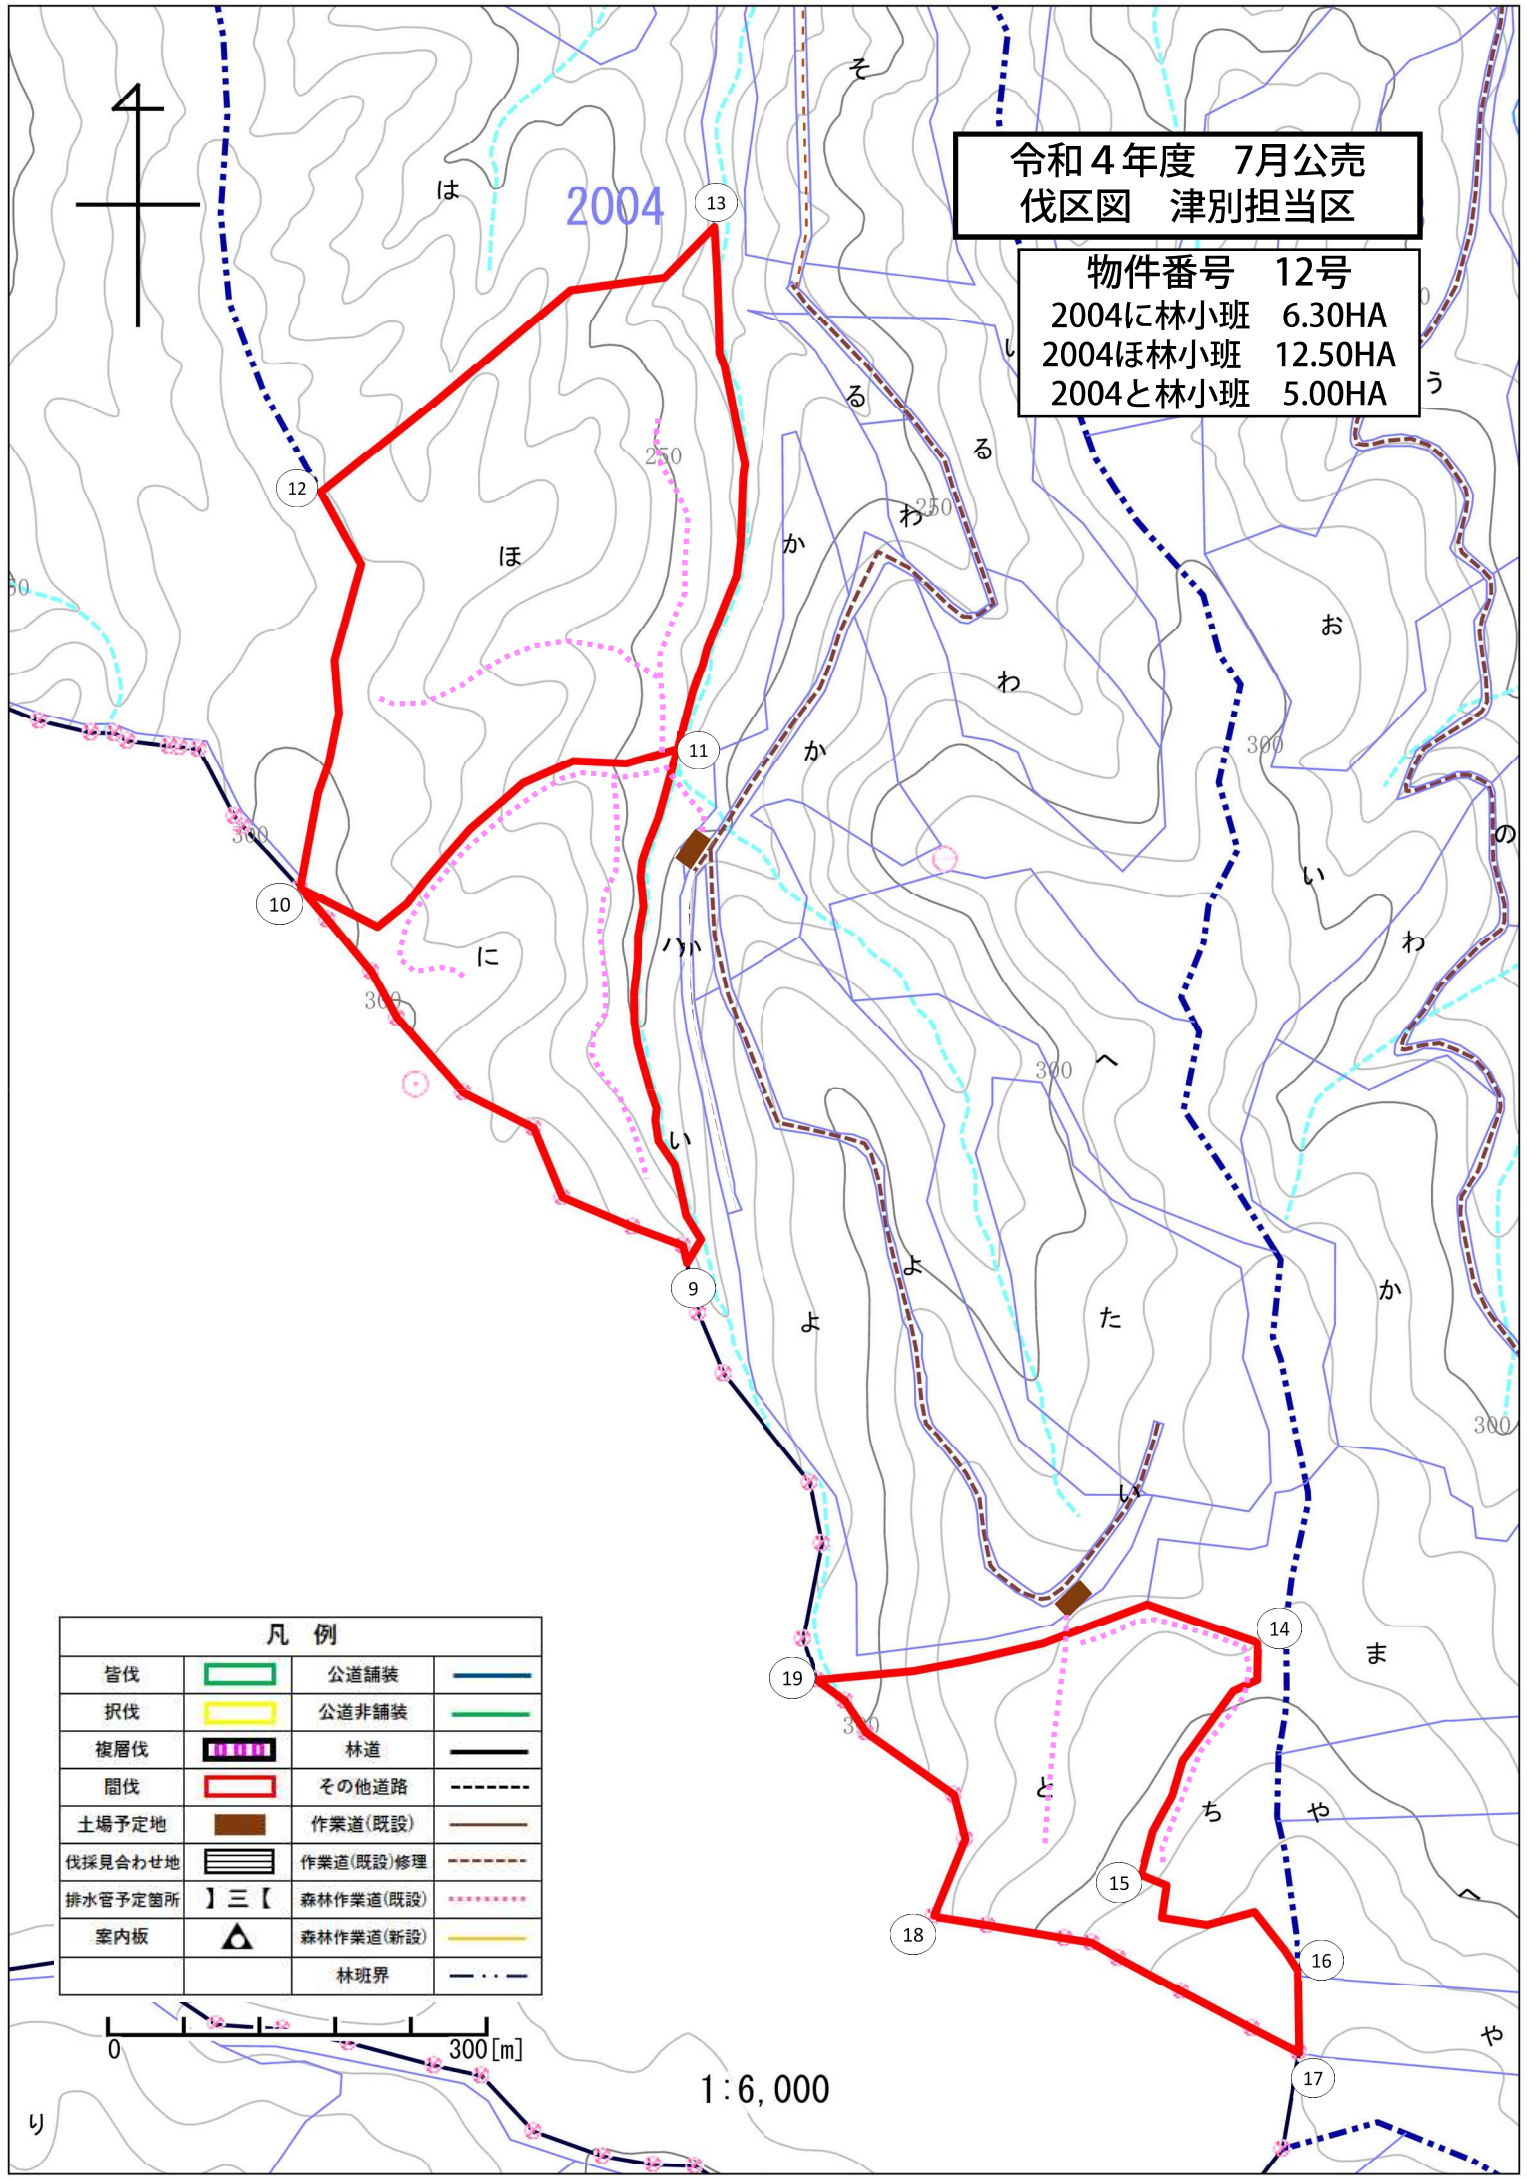 令和４年度　7月公売
伐区図　津別担当区
物件番号　12号
2004に林小班　6.30HA
2004ほ林小班　12.50HA
2004と林小班　5.00HA
そ
は
2004
13
る
う
る
250
12
わ
250
か
ほ
お
わ
300
か
11
の
300
い
10
わ
に
300
へ
300
い
よ
9
か
よ
た
300
い
14
ま
19
300
と
ち
や
15
へ
18
16
や
17
凡　例
皆伐
公道舗装
択伐
公道非舗装
複層伐
林道
間伐
その他道路
土場予定地
作業道(既設)
伐採見合わせ地
作業道(既設)修理
排水管予定箇所
】三【
森林作業道(既設)
案内板
森林作業道(新設)
林班界
0
300[m]
1:6,000
り